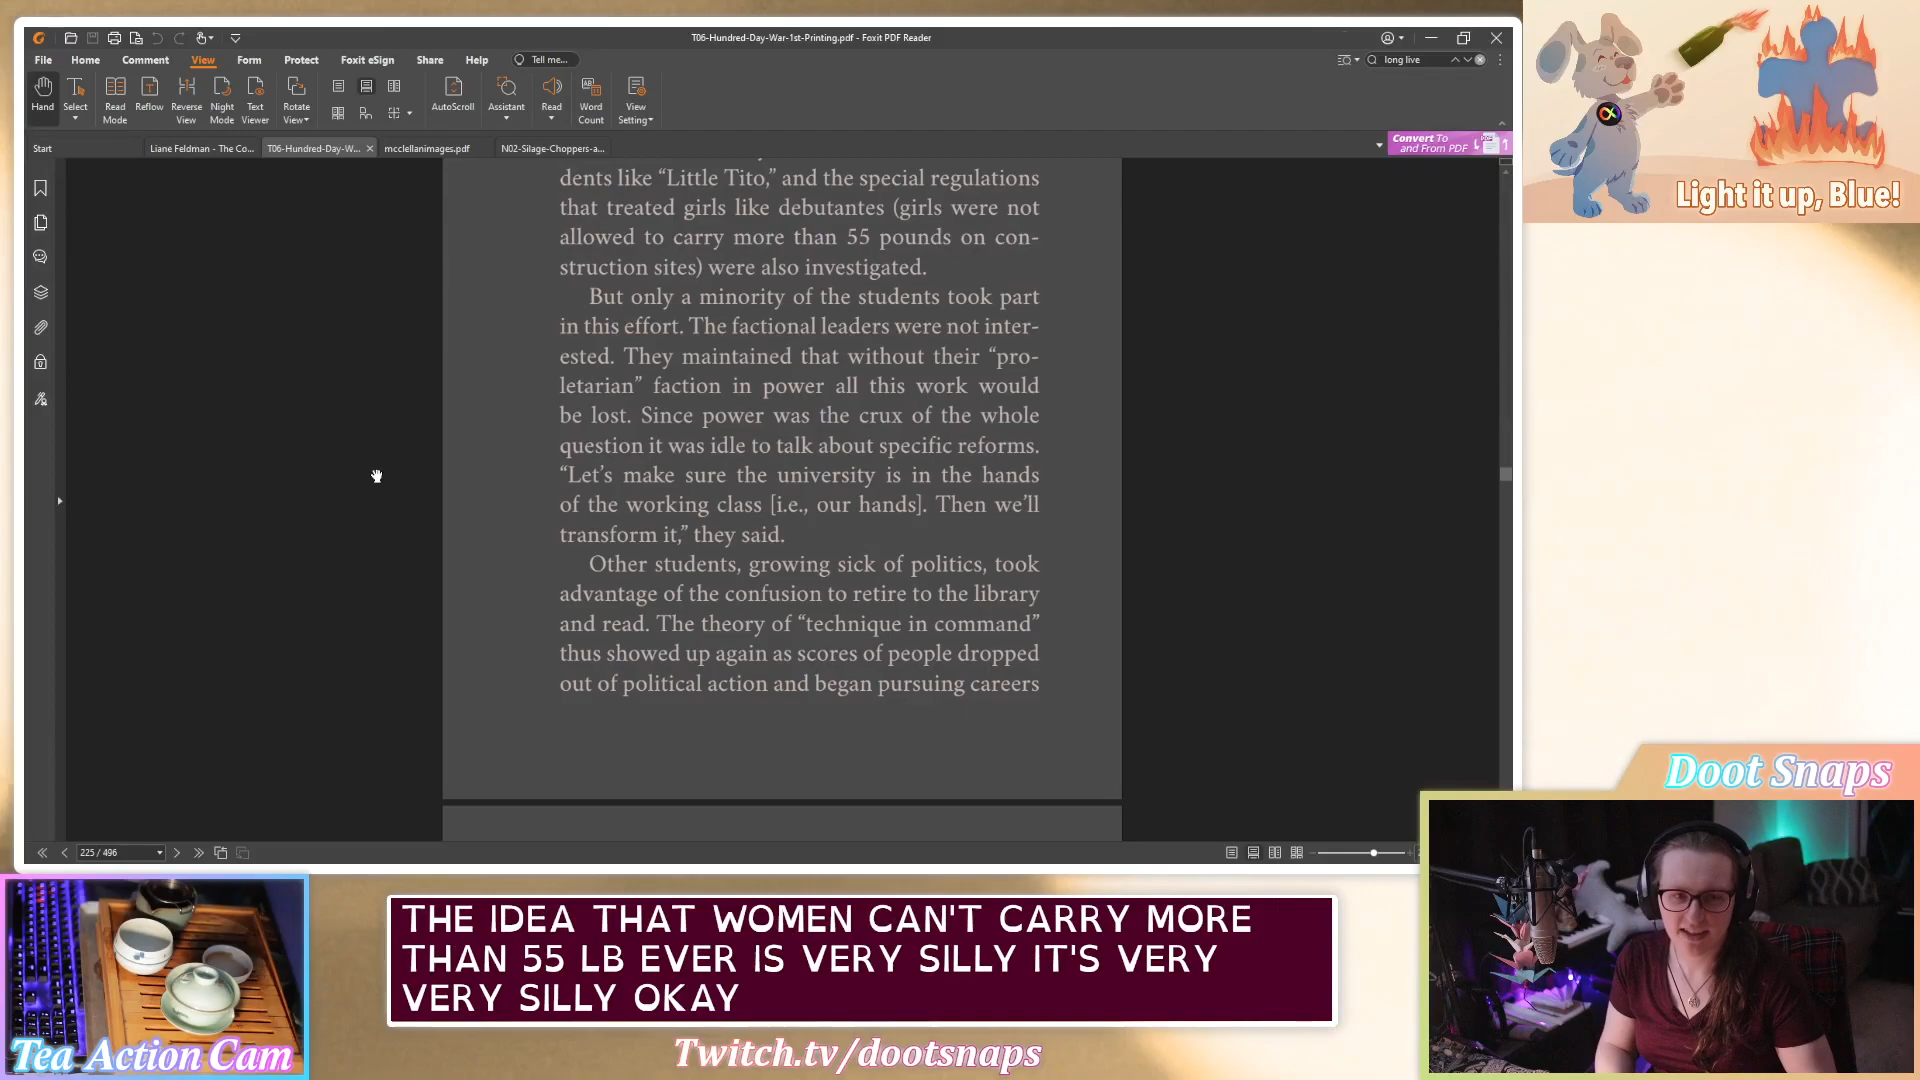 T06-Hundred-Day-War-1st-Printing.pdf - Foxit PDF Reader
File Home Comment View Form Protect Foxit eSign Share Help Tell me... long live
Hand Select Read Mode Reflow Reverse View Night Mode Text Viewer Rotate View AutoScroll Assistant Read Word Count View Setting
Start Liane Feldman - The Co... T06-Hundred-Day-W... mcclellanimages.pdf N02-Silage-Choppers-a...
Convert To
and From PDF
dents like “Little Tito,” and the special regulations
that treated girls like debutantes (girls were not
allowed to carry more than 55 pounds on con-
struction sites) were also investigated.
But only a minority of the students took part
in this effort. The factional leaders were not inter-
ested. They maintained that without their “pro-
letarian” faction in power all this work would
be lost. Since power was the crux of the whole
question it was idle to talk about specific reforms.
“Let’s make sure the university is in the hands
of the working class [i.e., our hands]. Then we’ll
transform it,” they said.
Other students, growing sick of politics, took
advantage of the confusion to retire to the library
and read. The theory of “technique in command”
thus showed up again as scores of people dropped
out of political action and began pursuing careers
225 / 496
Light it up, Blue!
Doot Snaps
THE IDEA THAT WOMEN CAN'T CARRY MORE
THAN 55 LB EVER IS VERY SILLY IT'S VERY
VERY SILLY OKAY
Tea Action Cam
Twitch.tv/dootsnaps